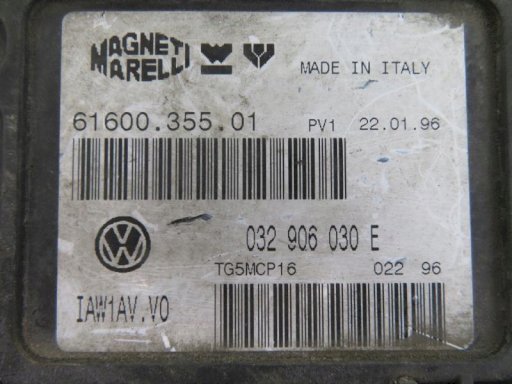 MAGNETI
MARELLI
MADE IN ITALY
61600.355.01 PV1 22.01.96
032 906 030 E
TG5MCP16 022 96
IAW1AV.V0